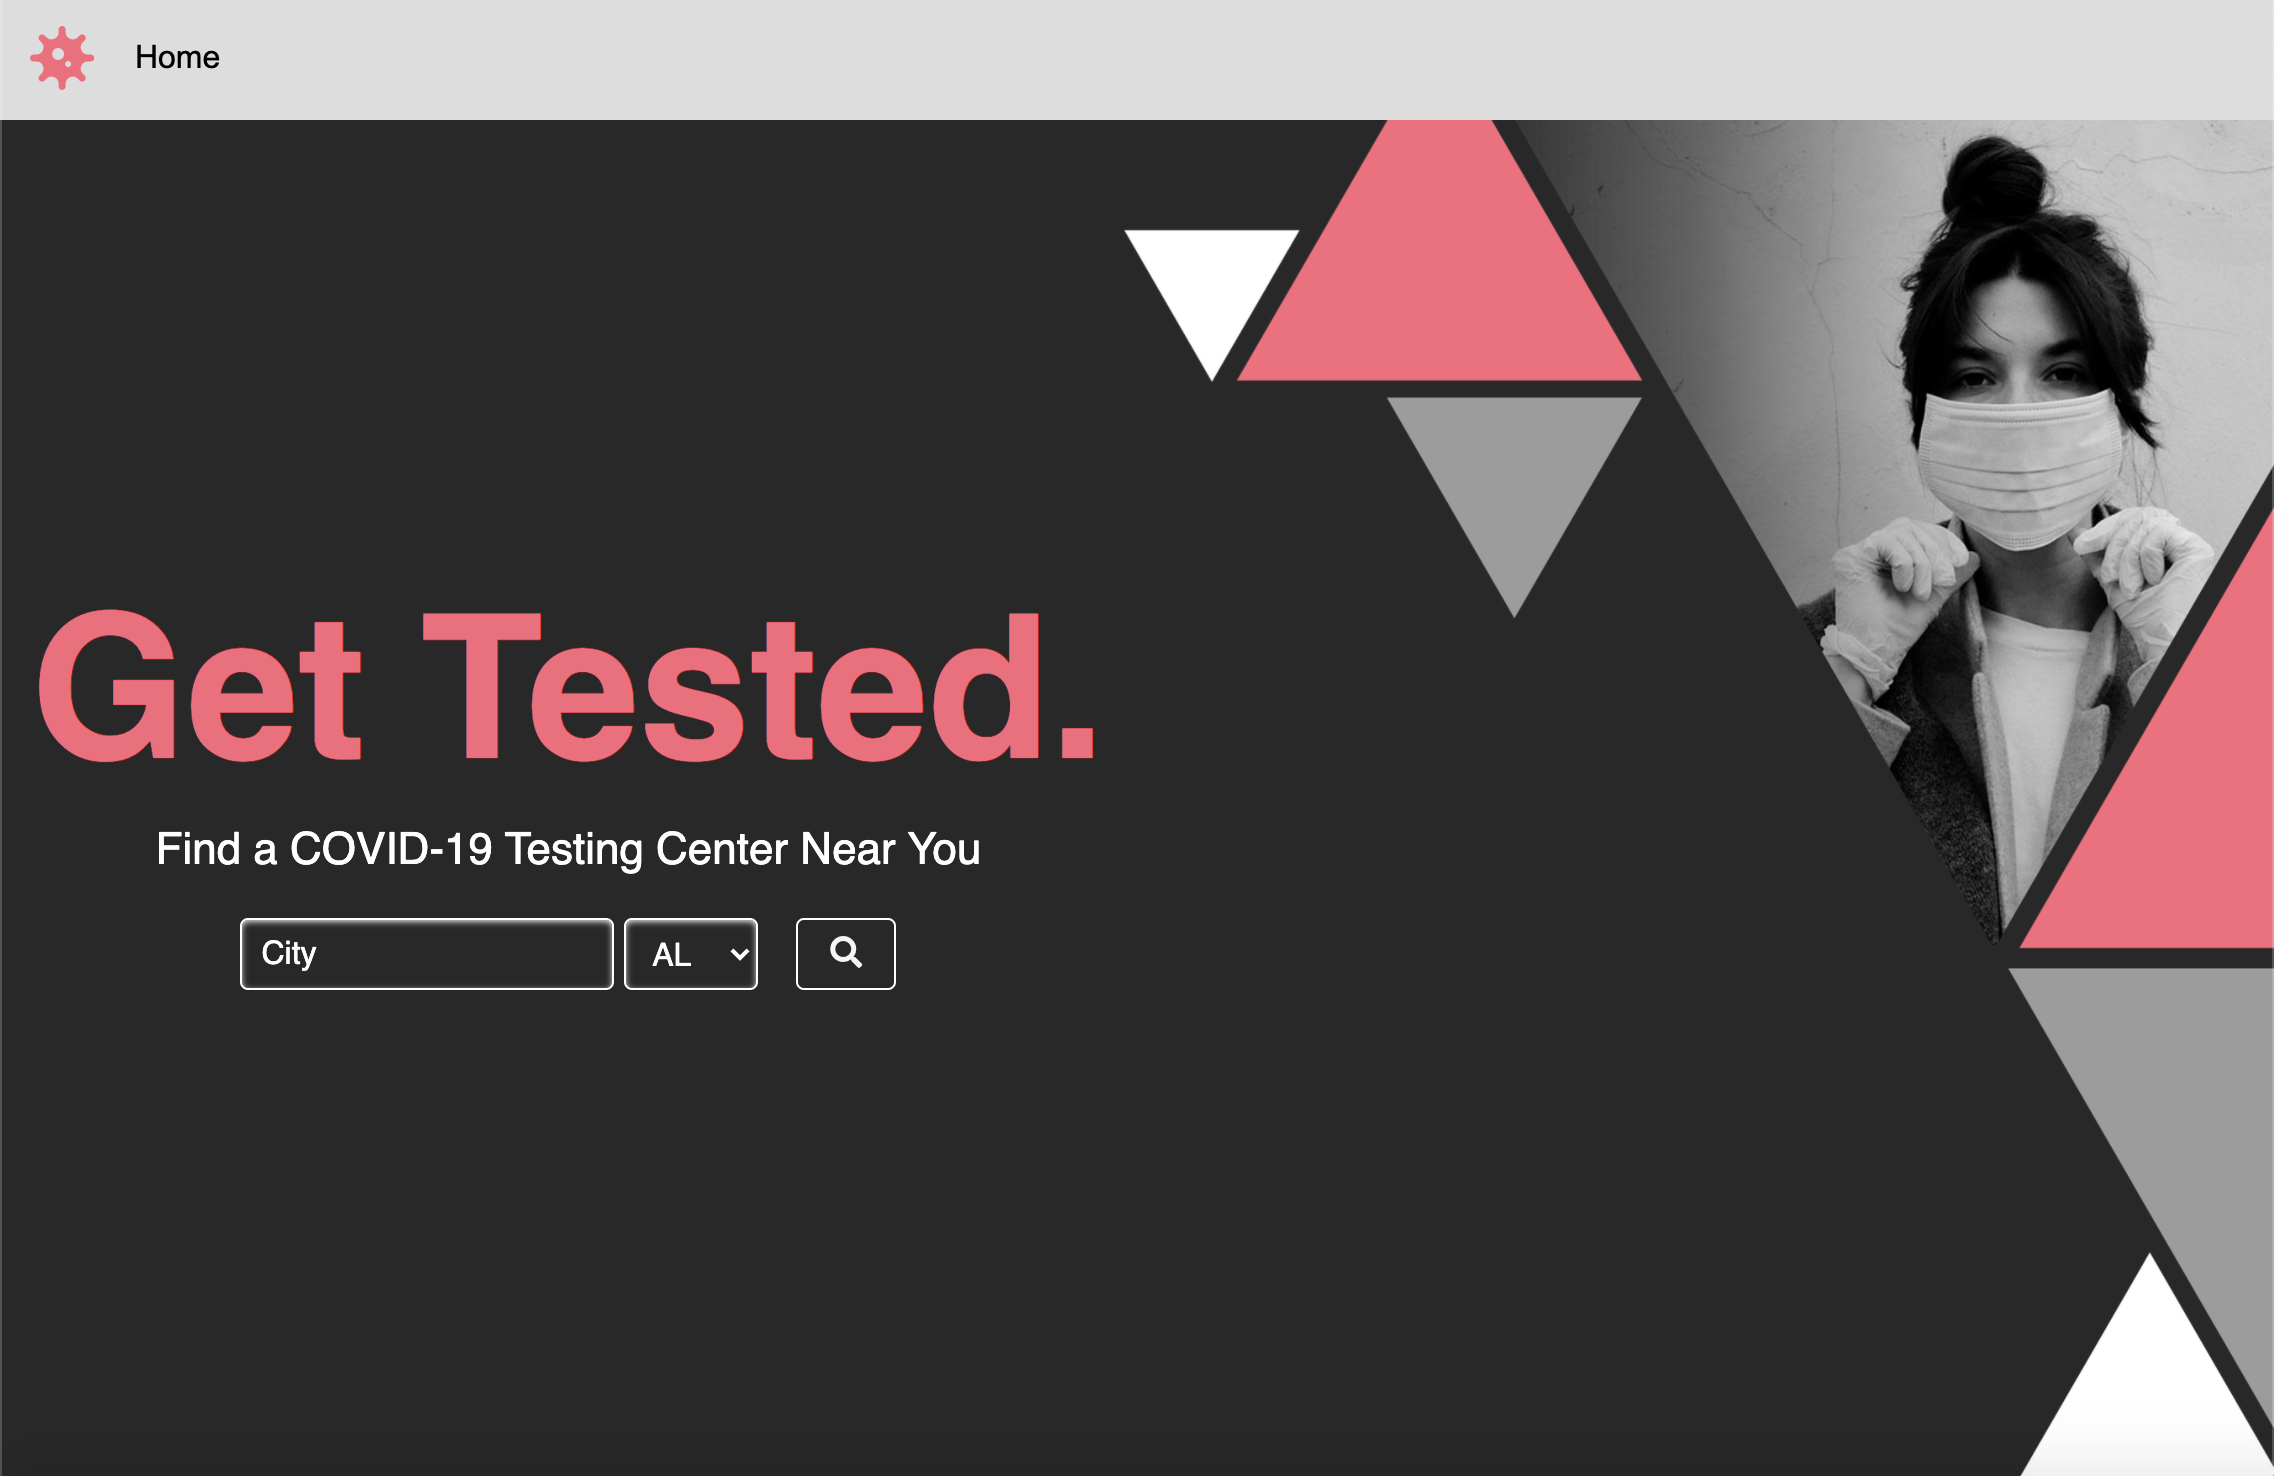 Home
Get Tested.
Find a COVID-19 Testing Center Near You
City AL